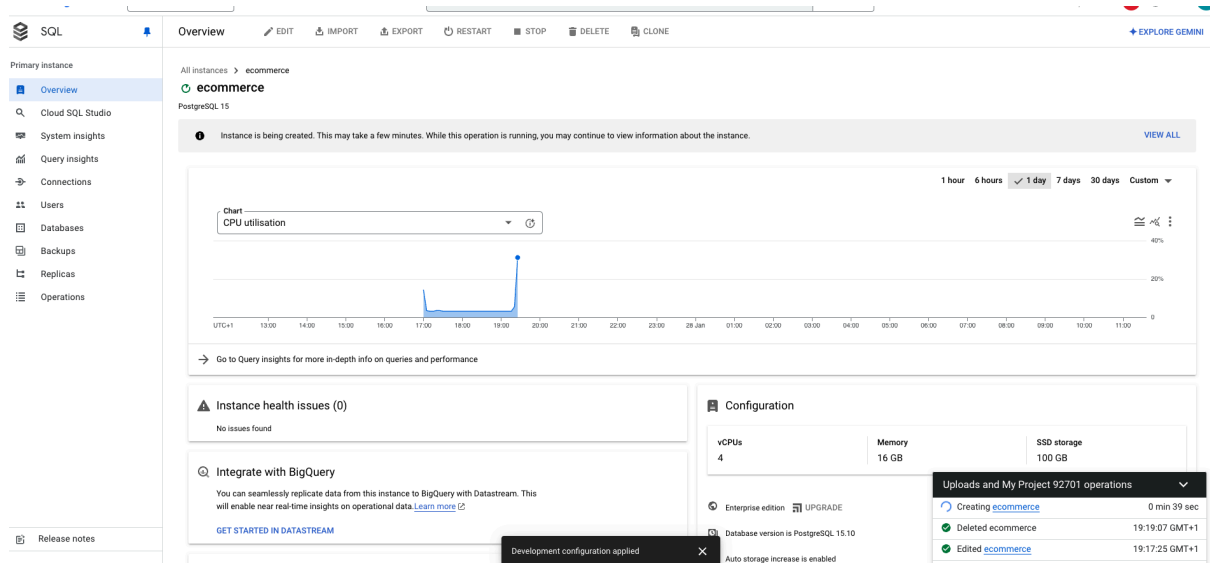 SQL
Overview
EDIT
IMPORT
EXPORT
RESTART
STOP
DELETE
CLONE
EXPLORE GEMINI
Primary instance
Overview
Cloud SQL Studio
System insights
Query insights
Connections
Users
Databases
Backups
Replicas
Operations
Release notes
All instances > ecommerce
ecommerce
PostgreSQL 15
Instance is being created. This may take a few minutes. While this operation is running, you may continue to view information about the instance.
VIEW ALL
1 hour 6 hours 1 day 7 days 30 days Custom
Chart
CPU utilisation
40%
20%
0
UTC+1 13:00 14:00 15:00 16:00 17:00 18:00 19:00 20:00 21:00 22:00 23:00 28 Jan 01:00 02:00 03:00 04:00 05:00 06:00 07:00 08:00 09:00 10:00 11:00
Go to Query insights for more in-depth info on queries and performance
Instance health issues (0)
No issues found
Integrate with BigQuery
You can seamlessly replicate data from this instance to BigQuery with Datastream. This
will enable near real-time insights on operational data. Learn more
GET STARTED IN DATASTREAM
Configuration
vCPUs
4
Memory
16 GB
SSD storage
100 GB
Enterprise edition UPGRADE
Database version is PostgreSQL 15.10
Auto storage increase is enabled
Development configuration applied
Uploads and My Project 92701 operations
Creating ecommerce 0 min 39 sec
Deleted ecommerce 19:19:07 GMT+1
Edited ecommerce 19:17:25 GMT+1